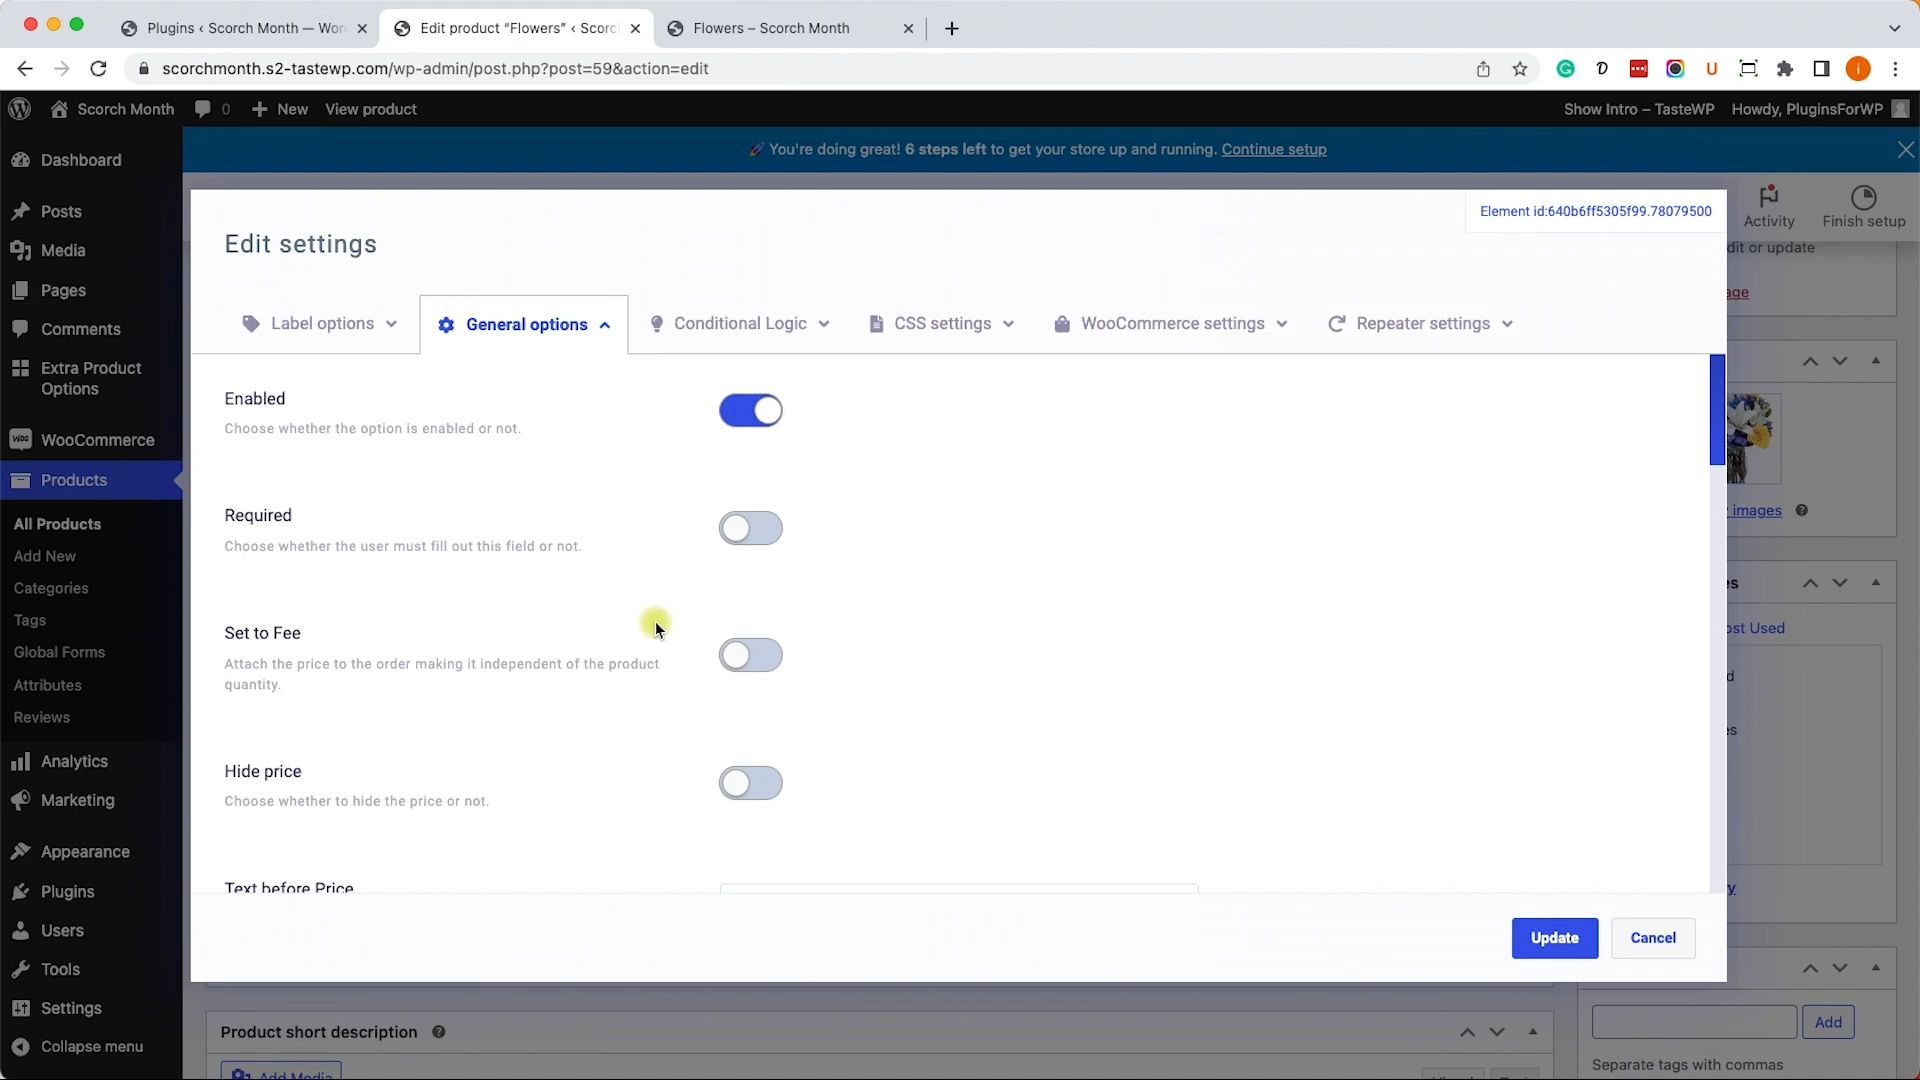 Plugins ‹ Scorch Month — Wor
Edit product “Flowers” ‹ Scorc
Flowers – Scorch Month
scorchmonth.s2-tastewp.com/wp-admin/post.php?post=59&action=edit
Scorch Month
0
New
View product
Show Intro – TasteWP
Howdy, PluginsForWP
🚀 You're doing great! 6 steps left to get your store up and running. Continue setup
Dashboard
Posts
Media
Pages
Comments
Extra Product
Options
WooCommerce
Products
All Products
Add New
Categories
Tags
Global Forms
Attributes
Reviews
Analytics
Marketing
Appearance
Plugins
Users
Tools
Settings
Collapse menu
Activity
Finish setup
Element id:640b6ff5305f99.78079500
Edit settings
Label options
General options
Conditional Logic
CSS settings
WooCommerce settings
Repeater settings
Enabled
Choose whether the option is enabled or not.
Required
Choose whether the user must fill out this field or not.
Set to Fee
Attach the price to the order making it independent of the product
quantity.
Hide price
Choose whether to hide the price or not.
Text before Price
Update
Cancel
dit or update
age
images
es
ost Used
d
es
y
Product short description
Add Media
Add
Separate tags with commas